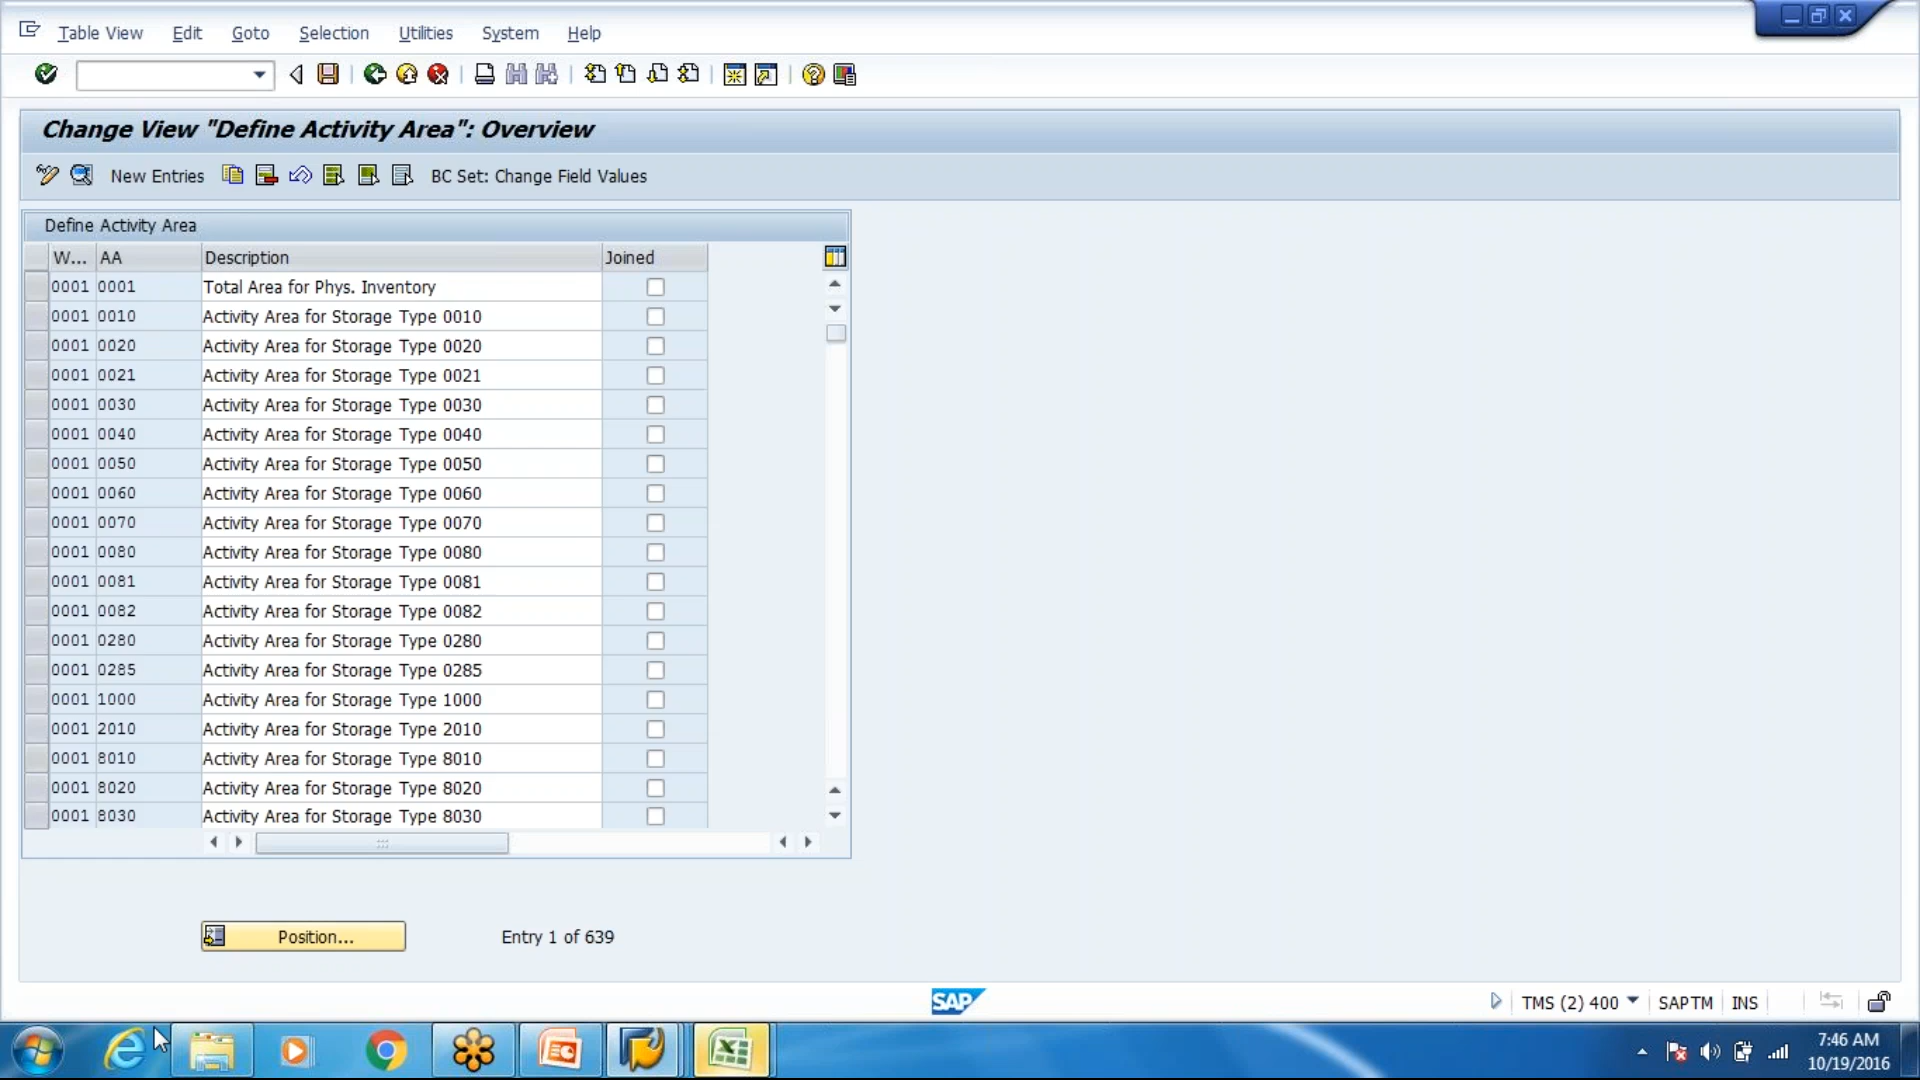 Table View Edit Goto Selection Utilities System Help
Change View "Define Activity Area": Overview
New Entries BC Set: Change Field Values
Define Activity Area
W... AA Description Joined
0001 0001 Total Area for Phys. Inventory
0001 0010 Activity Area for Storage Type 0010
0001 0020 Activity Area for Storage Type 0020
0001 0021 Activity Area for Storage Type 0021
0001 0030 Activity Area for Storage Type 0030
0001 0040 Activity Area for Storage Type 0040
0001 0050 Activity Area for Storage Type 0050
0001 0060 Activity Area for Storage Type 0060
0001 0070 Activity Area for Storage Type 0070
0001 0080 Activity Area for Storage Type 0080
0001 0081 Activity Area for Storage Type 0081
0001 0082 Activity Area for Storage Type 0082
0001 0280 Activity Area for Storage Type 0280
0001 0285 Activity Area for Storage Type 0285
0001 1000 Activity Area for Storage Type 1000
0001 2010 Activity Area for Storage Type 2010
0001 8010 Activity Area for Storage Type 8010
0001 8020 Activity Area for Storage Type 8020
0001 8030 Activity Area for Storage Type 8030
Position... Entry 1 of 639
SAP TMS (2) 400 SAPTM INS
7:46 AM
10/19/2016